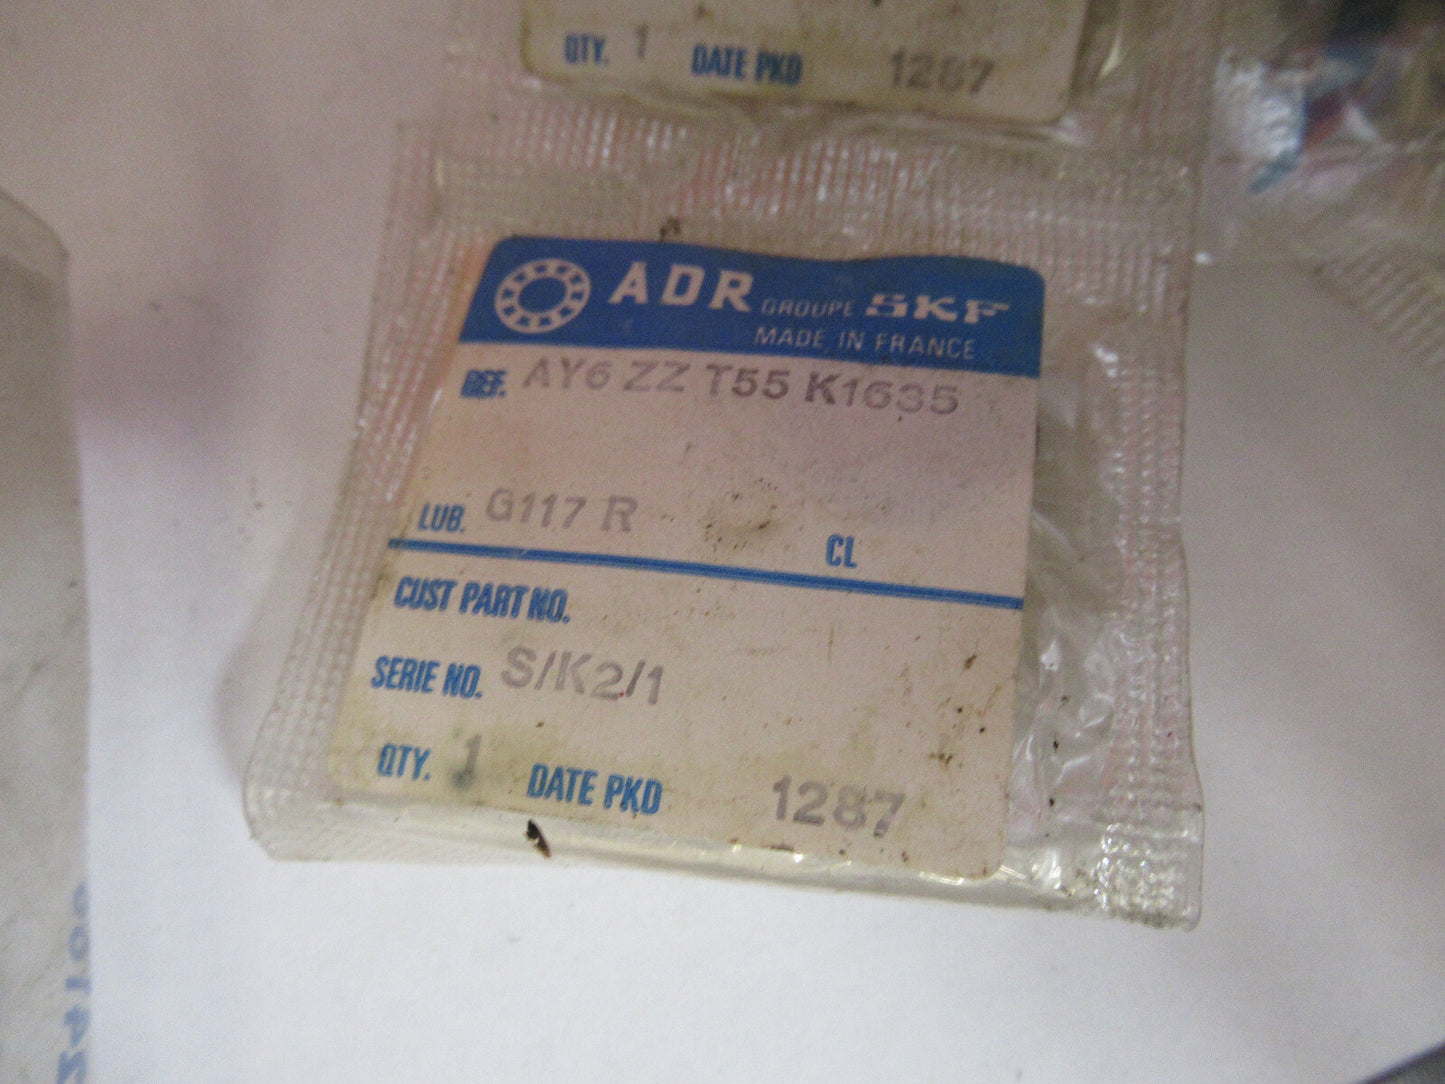 QTY. 1 DATE PKD 1287
ADR GROUPE SKF
MADE IN FRANCE
REF. AY6 ZZ T55 K1635
LUB. G117 R CL
CUST PART NO.
SERIE NO. S/K2/1
QTY. 1 DATE PKD 1287